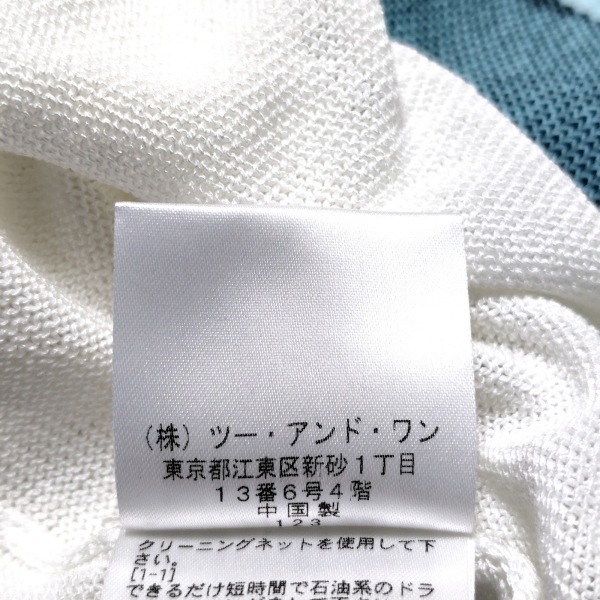 （株）ツー・アンド・ワン
東京都江東区新砂１丁目
１３番６号４階
中国製
１２３
クリーニングネットを使用して下
さい。
[1-1]
できるだけ短時間で石油系のドラ